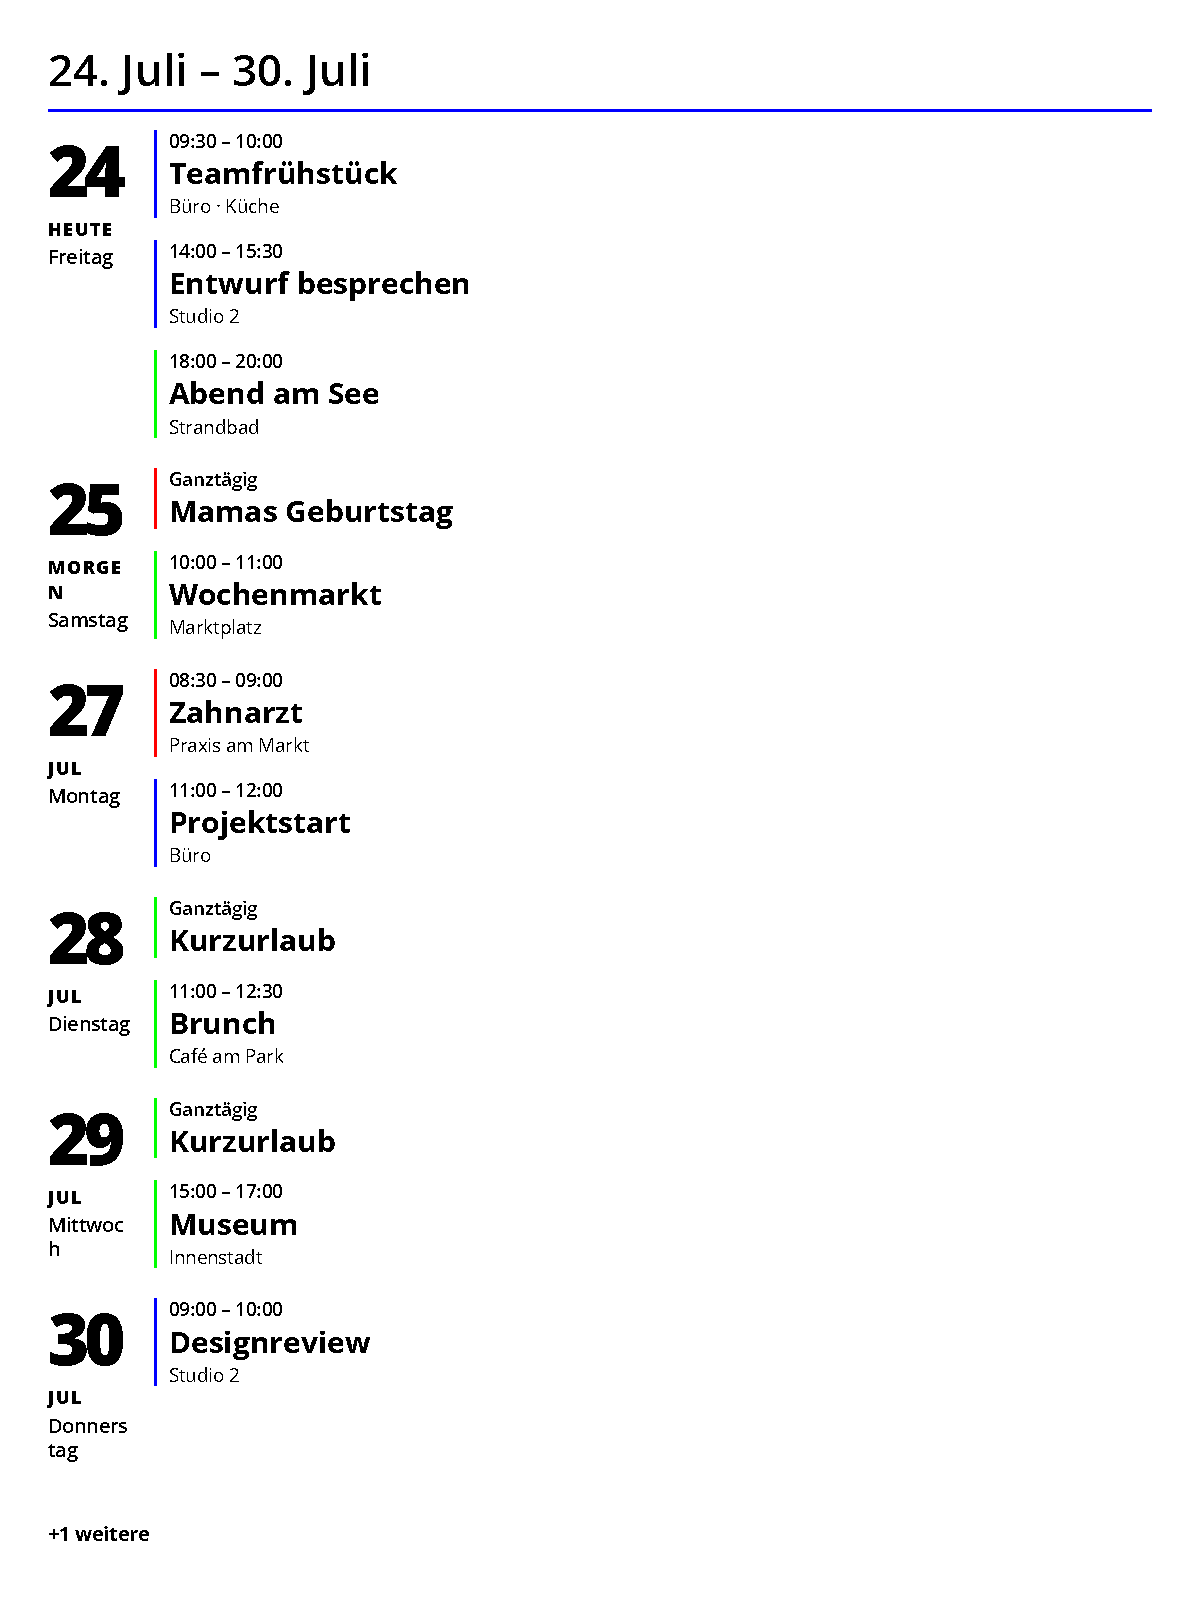 24. Juli – 30. Juli
24
HEUTE
Freitag
09:30 – 10:00
Teamfrühstück
Büro · Küche
14:00 – 15:30
Entwurf besprechen
Studio 2
18:00 – 20:00
Abend am See
Strandbad
25
MORGE
N
Samstag
Ganztägig
Mamas Geburtstag
10:00 – 11:00
Wochenmarkt
Marktplatz
27
JUL
Montag
08:30 – 09:00
Zahnarzt
Praxis am Markt
11:00 – 12:00
Projektstart
Büro
28
JUL
Dienstag
Ganztägig
Kurzurlaub
11:00 – 12:30
Brunch
Café am Park
29
JUL
Mittwoc
h
Ganztägig
Kurzurlaub
15:00 – 17:00
Museum
Innenstadt
30
JUL
Donners
tag
09:00 – 10:00
Designreview
Studio 2
+1 weitere